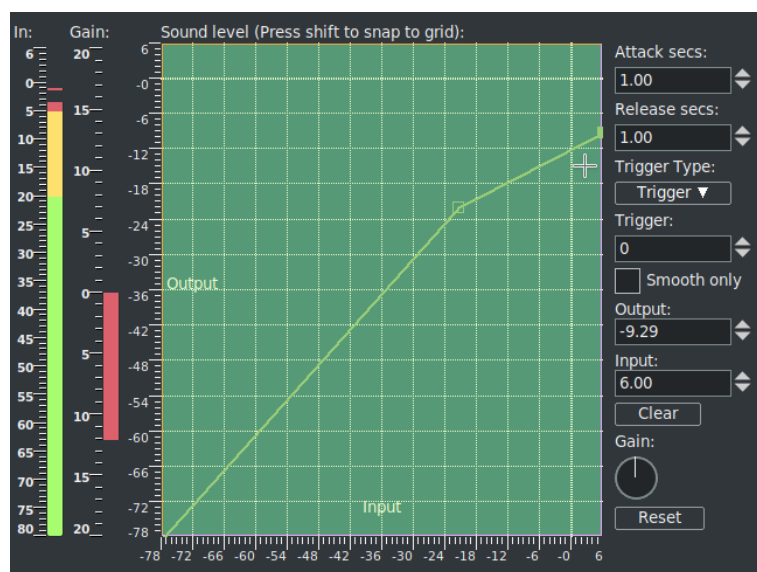 In:
Gain:
Sound level (Press shift to snap to grid):
6
0
5
10
15
20
25
30
35
40
45
50
55
60
65
70
75
80
20
15
10
5
0
5
10
15
20
6
-0
-6
-12
-18
-24
-30
-36
-42
-48
-54
-60
-66
-72
-78
Output
Input
-78 -72 -66 -60 -54 -48 -42 -36 -30 -24 -18 -12 -6 -0 6
Attack secs:
1.00
Release secs:
1.00
Trigger Type:
Trigger ▼
Trigger:
0
Smooth only
Output:
-9.29
Input:
6.00
Clear
Gain:
Reset